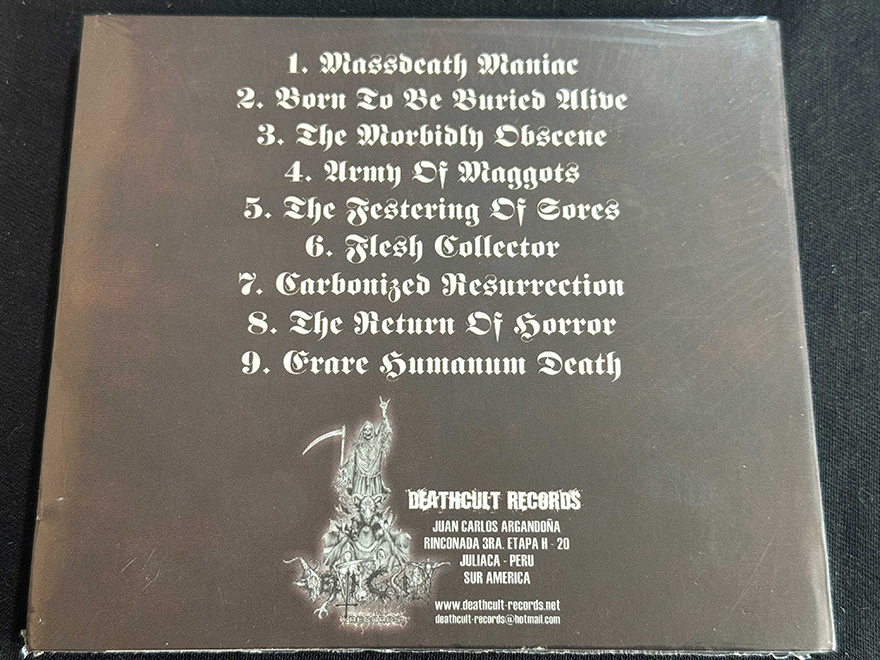 1. Massdeath Maniac
2. Born To Be Buried Alive
3. The Morbidly Obscene
4. Army Of Maggots
5. The Festering Of Sores
6. Flesh Collector
7. Carbonized Resurrection
8. The Return Of Horror
9. Erare Humanum Death
DEATHCULT RECORDS
JUAN CARLOS ARGANDOÑA
RINCONADA 3RA. ETAPA H - 20
JULIACA - PERU
SUR AMERICA
www.deathcult-records.net
deathcult-records@hotmail.com
RECORDS